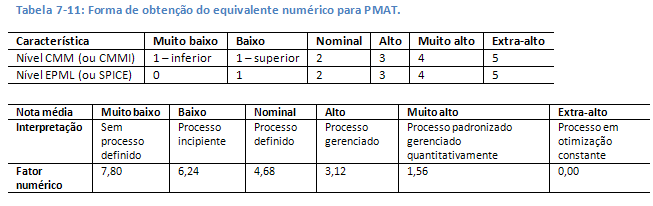 Tabela 7-11: Forma de obtenção do equivalente numérico para PMAT.
Característica Muito baixo Baixo Nominal Alto Muito alto Extra-alto
Nível CMM (ou CMMI) 1 – inferior 1 – superior 2 3 4 5
Nível EPML (ou SPICE) 0 1 2 3 4 5
Nota média Muito baixo Baixo Nominal Alto Muito alto Extra-alto
Interpretação Sem processo definido Processo incipiente Processo definido Processo gerenciado Processo padronizado gerenciado quantitativamente Processo em otimização constante
Fator numérico 7,80 6,24 4,68 3,12 1,56 0,00